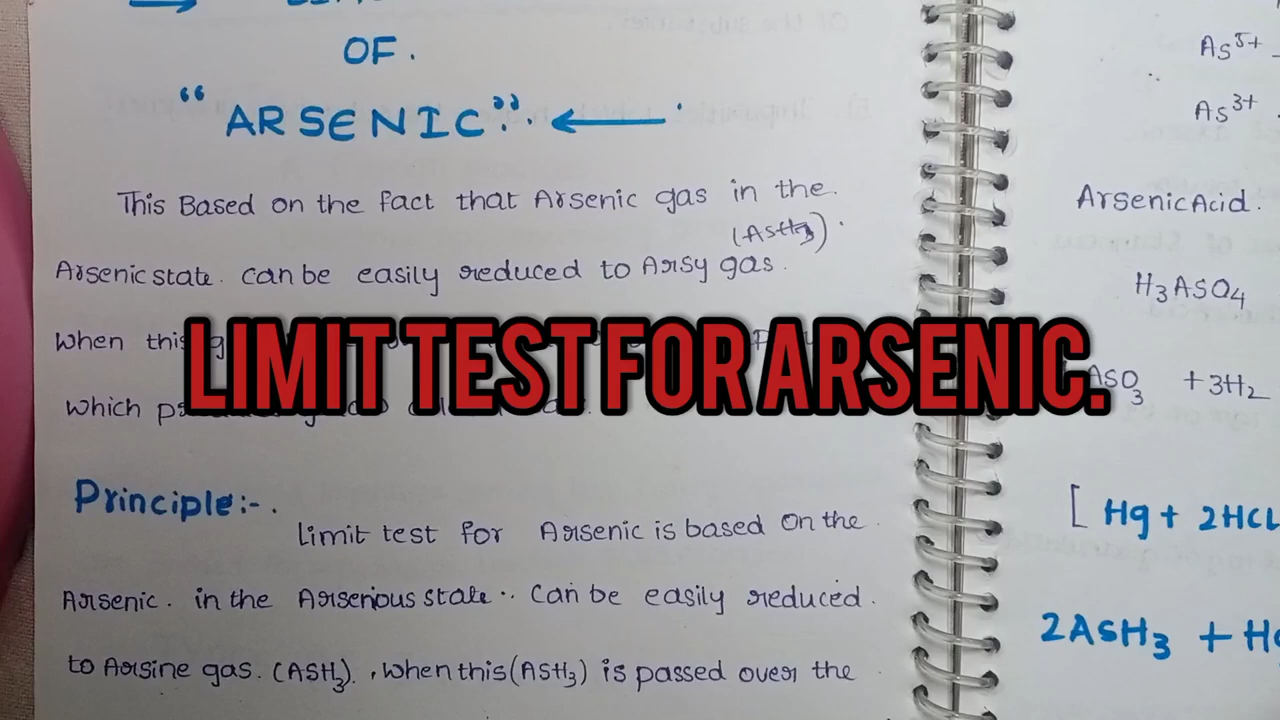 OF.
"ARSENIC".
This Based on the fact that Arsenic gas in the.
(AsH3).
Arsenic state. can be easily reduced to Arsy gas.
When this
which
LIMIT TEST FOR ARSENIC.
Principle:-.
Limit test for Arsenic is based on the
Arsenic. in the Arsenious state.. can be easily reduced.
to Arsine gas. (ASH3). , when this (ASH3) is passed over the
As5+
As3+
Arsenic Acid.
H3ASO4
ASO3 +3H2
[ Hg + 2HCL
2ASH3 + Hg